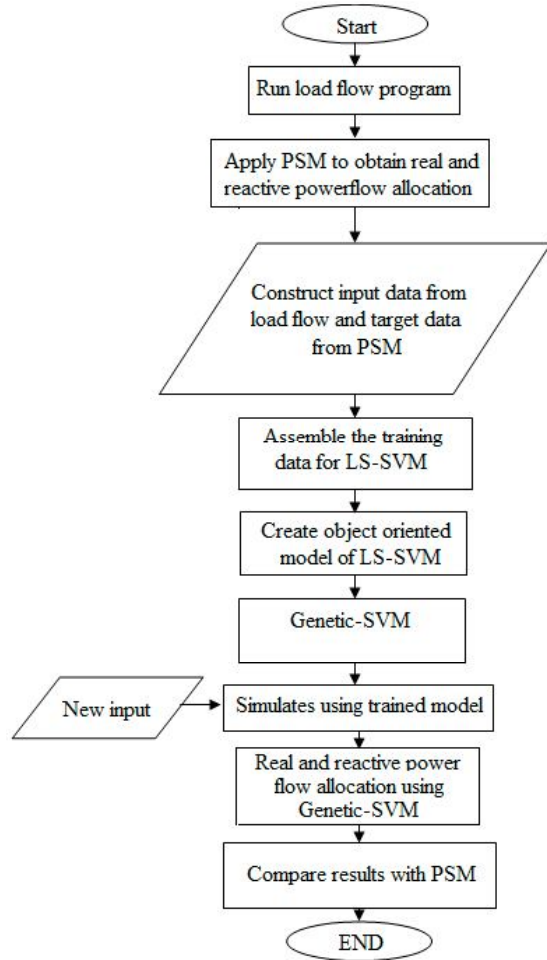 Start
Run load flow program
Apply PSM to obtain real and
reactive powerflow allocation
Construct input data from
load flow and target data
from PSM
Assemble the training
data for LS-SVM
Create object oriented
model of LS-SVM
Genetic-SVM
New input
Simulates using trained model
Real and reactive power
flow allocation using
Genetic-SVM
Compare results with PSM
END